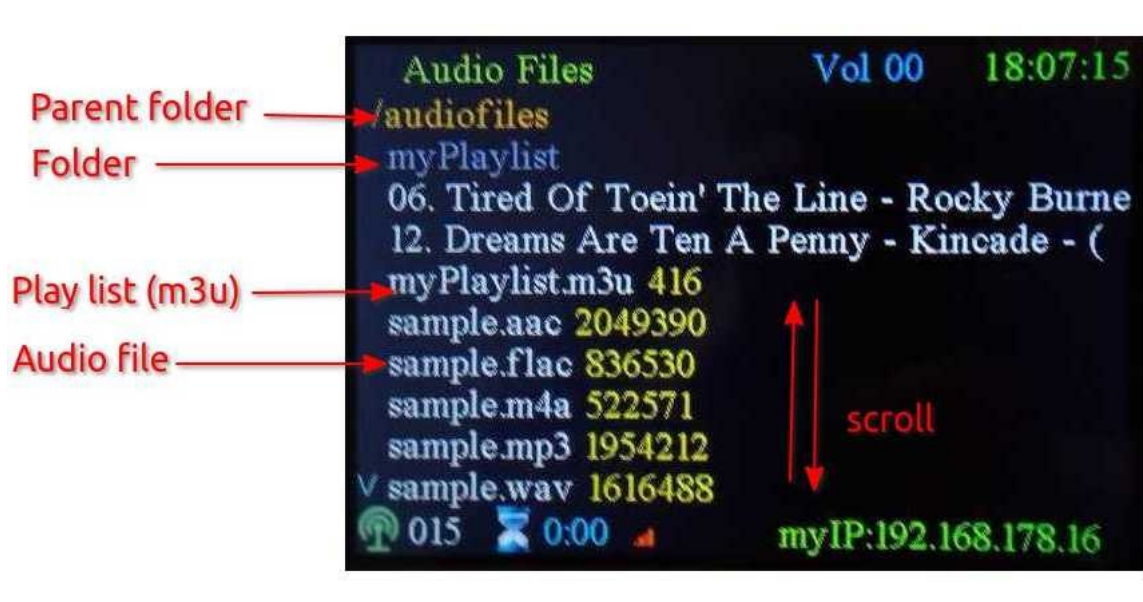 Audio Files Vol 00 18:07:15
Parent folder
/audiofiles
Folder
myPlaylist
06. Tired Of Toein' The Line - Rocky Burne
12. Dreams Are Ten A Penny - Kincade - (
Play list (m3u)
myPlaylist.m3u 416
sample.aac 2049390
Audio file
sample.flac 836530
sample.m4a 522571
scroll
sample.mp3 1954212
v sample.wav 1616488
015 0:00 myIP:192.168.178.16